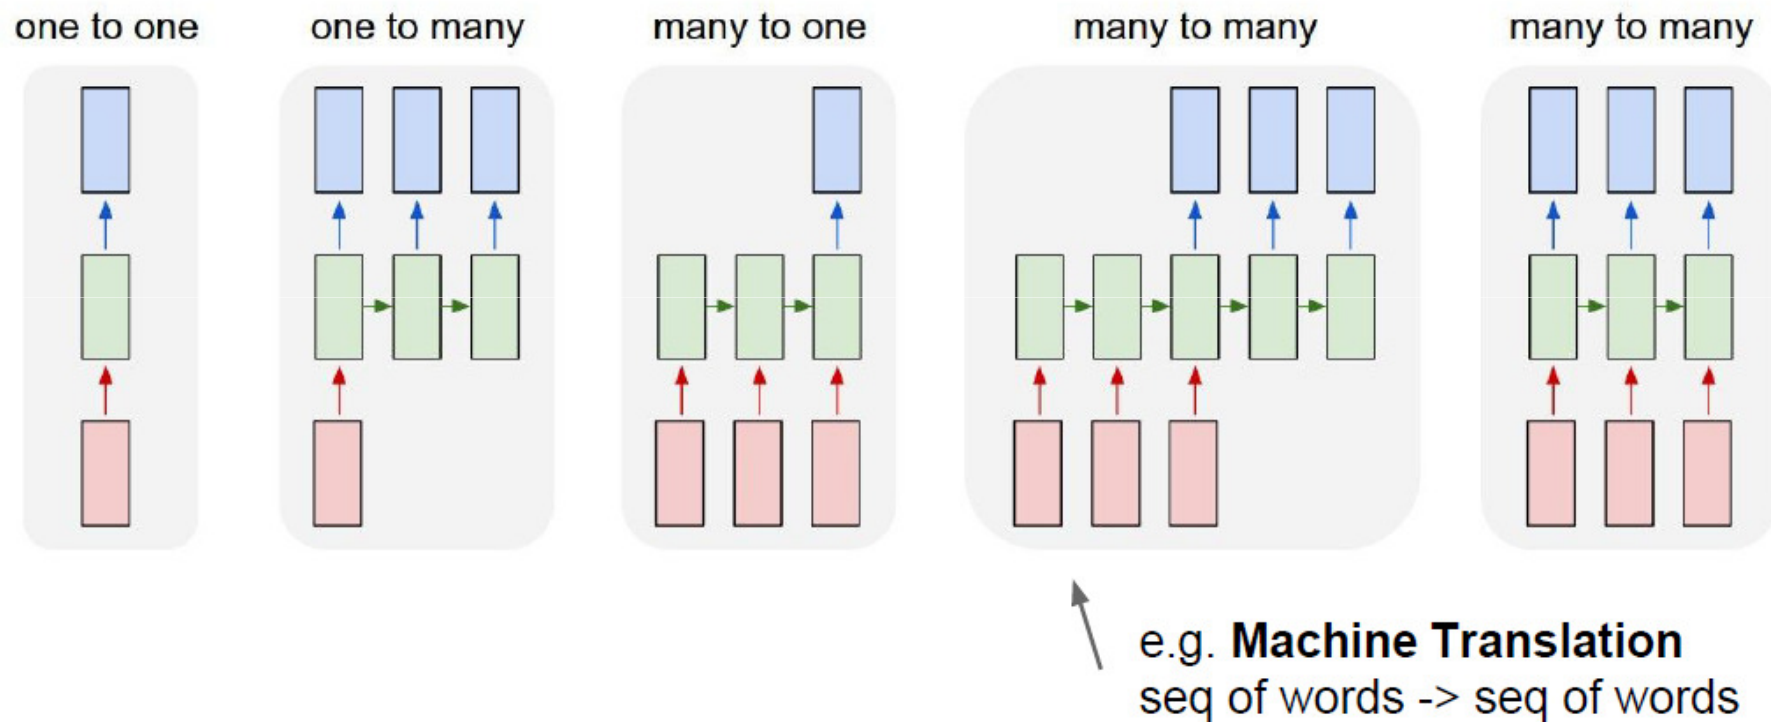 one to one
one to many
many to one
many to many
many to many
e.g. Machine Translation
seq of words -> seq of words